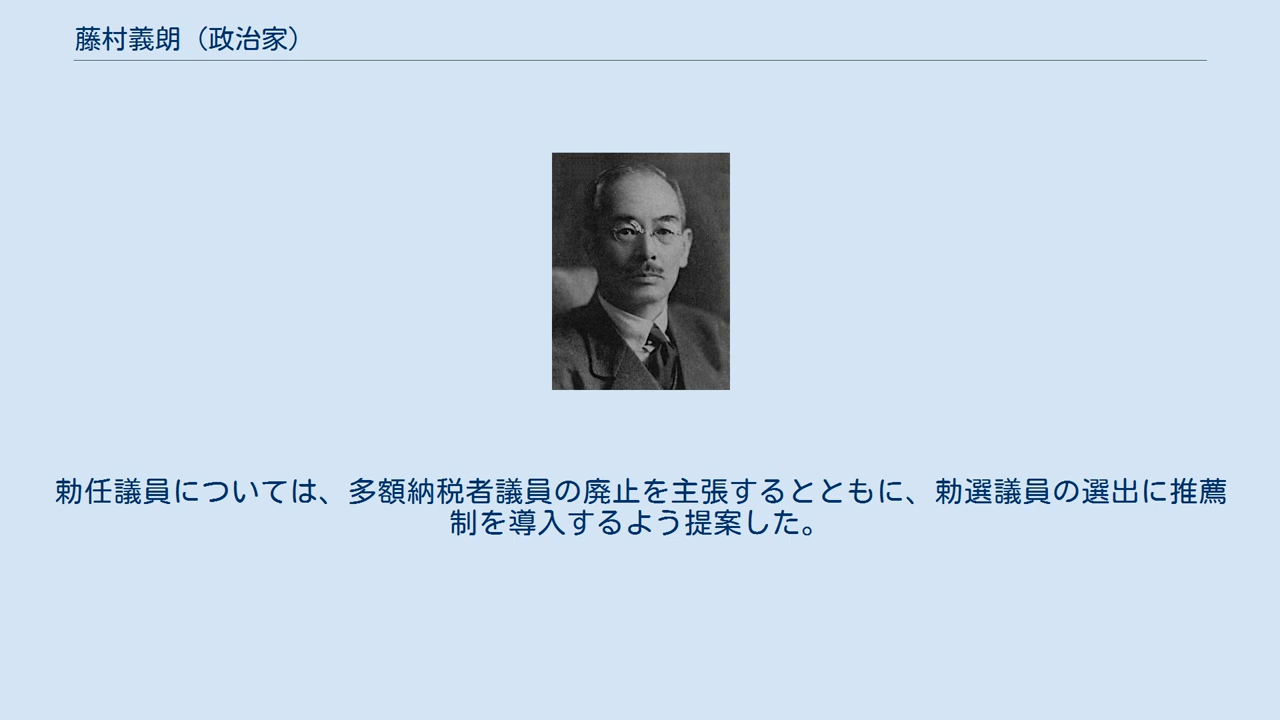 藤村義朗（政治家）
勅任議員については、多額納税者議員の廃止を主張するとともに、勅選議員の選出に推薦
制を導入するよう提案した。